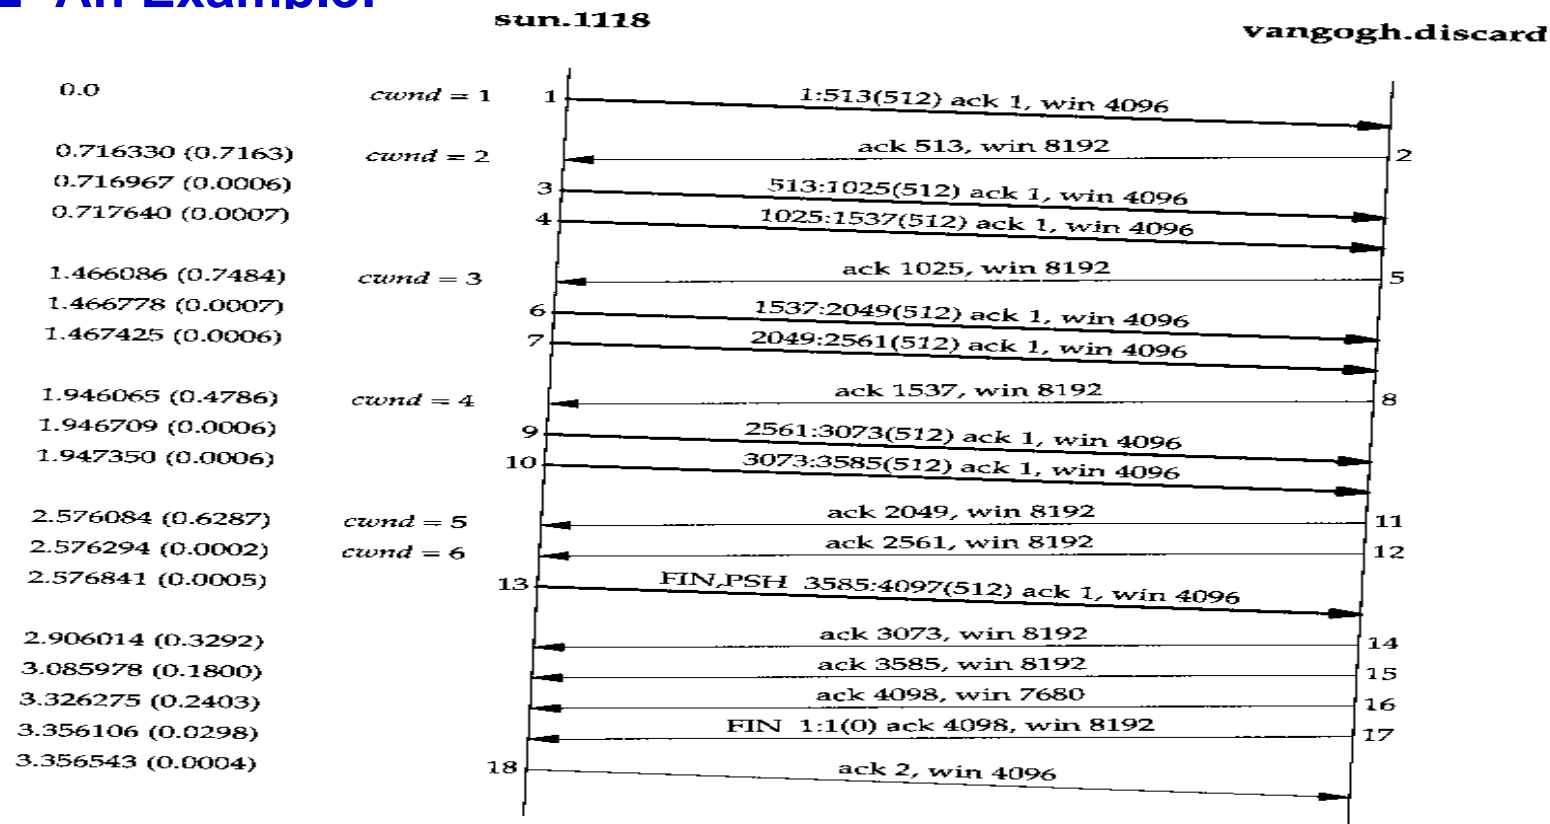 An Example:
sun.1118 vangogh.discard
0.0 cwnd = 1 1 1:513(512) ack 1, win 4096
0.716330 (0.7163) cwnd = 2 ack 513, win 8192 2
0.716967 (0.0006) 3 513:1025(512) ack 1, win 4096
0.717640 (0.0007) 4 1025:1537(512) ack 1, win 4096
1.466086 (0.7484) cwnd = 3 ack 1025, win 8192 5
1.466778 (0.0007) 6 1537:2049(512) ack 1, win 4096
1.467425 (0.0006) 7 2049:2561(512) ack 1, win 4096
1.946065 (0.4786) cwnd = 4 ack 1537, win 8192 8
1.946709 (0.0006) 9 2561:3073(512) ack 1, win 4096
1.947350 (0.0006) 10 3073:3585(512) ack 1, win 4096
2.576084 (0.6287) cwnd = 5 ack 2049, win 8192 11
2.576294 (0.0002) cwnd = 6 ack 2561, win 8192 12
2.576841 (0.0005) 13 FIN,PSH 3585:4097(512) ack 1, win 4096
2.906014 (0.3292) ack 3073, win 8192 14
3.085978 (0.1800) ack 3585, win 8192 15
3.326275 (0.2403) ack 4098, win 7680 16
3.356106 (0.0298) FIN 1:1(0) ack 4098, win 8192 17
3.356543 (0.0004) 18 ack 2, win 4096